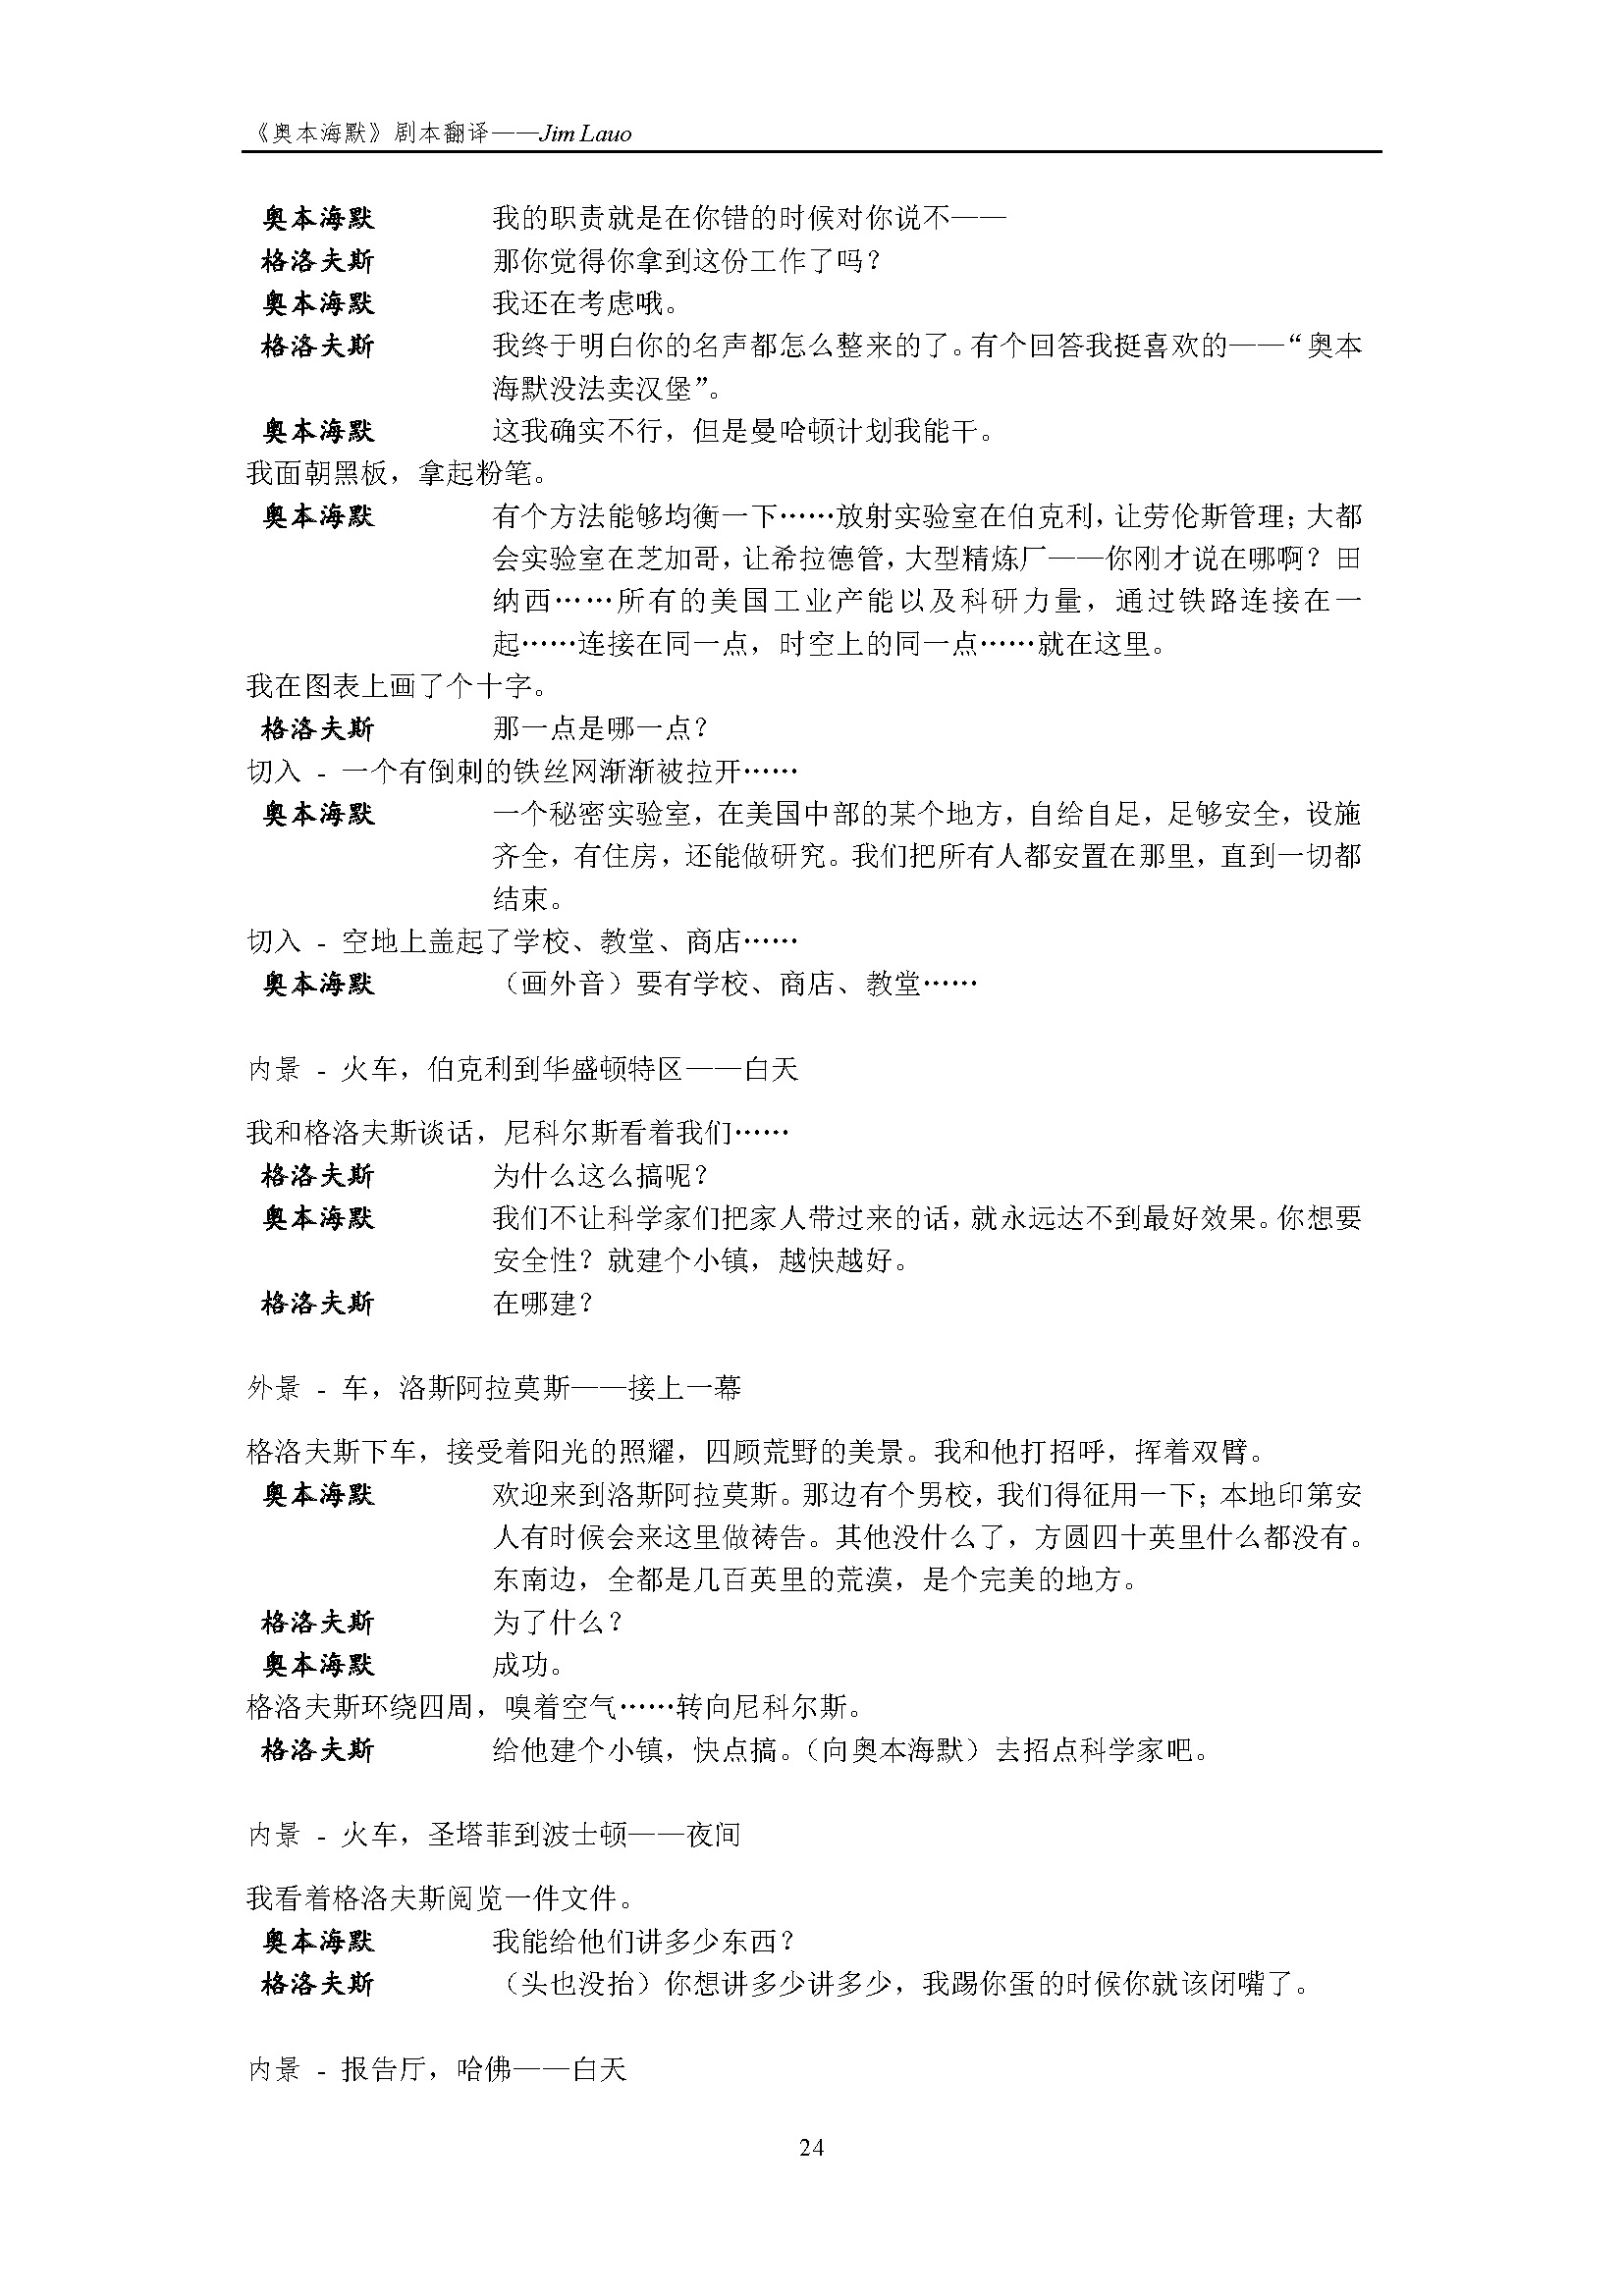 《奥本海默》剧本翻译——Jim Lauo
奥本海默 我的职责就是在你错的时候对你说不——
格洛夫斯 那你觉得你拿到这份工作了吗？
奥本海默 我还在考虑哦。
格洛夫斯 我终于明白你的名声都怎么整来的了。有个回答我挺喜欢的——“奥本
海默没法卖汉堡”。
奥本海默 这我确实不行，但是曼哈顿计划我能干。
我面朝黑板，拿起粉笔。
奥本海默 有个方法能够均衡一下……放射实验室在伯克利，让劳伦斯管理；大都
会实验室在芝加哥，让希拉德管，大型精炼厂——你刚才说在哪啊？田
纳西……所有的美国工业产能以及科研力量，通过铁路连接在一
起……连接在同一点，时空上的同一点……就在这里。
我在图表上画了个十字。
格洛夫斯 那一点是哪一点？
切入 - 一个有倒刺的铁丝网渐渐被拉开……
奥本海默 一个秘密实验室，在美国中部的某个地方，自给自足，足够安全，设施
齐全，有住房，还能做研究。我们把所有人都安置在那里，直到一切都
结束。
切入 - 空地上盖起了学校、教堂、商店……
奥本海默 （画外音）要有学校、商店、教堂……
内景 - 火车，伯克利到华盛顿特区——白天
我和格洛夫斯谈话，尼科尔斯看着我们……
格洛夫斯 为什么这么搞呢？
奥本海默 我们不让科学家们把家人带过来的话，就永远达不到最好效果。你想要
安全性？就建个小镇，越快越好。
格洛夫斯 在哪建？
外景 - 车，洛斯阿拉莫斯——接上一幕
格洛夫斯下车，接受着阳光的照耀，四顾荒野的美景。我和他打招呼，挥着双臂。
奥本海默 欢迎来到洛斯阿拉莫斯。那边有个男校，我们得征用一下；本地印第安
人有时候会来这里做祷告。其他没什么了，方圆四十英里什么都没有。
东南边，全都是几百英里的荒漠，是个完美的地方。
格洛夫斯 为了什么？
奥本海默 成功。
格洛夫斯环绕四周，嗅着空气……转向尼科尔斯。
格洛夫斯 给他建个小镇，快点搞。（向奥本海默）去招点科学家吧。
内景 - 火车，圣塔菲到波士顿——夜间
我看着格洛夫斯阅览一件文件。
奥本海默 我能给他们讲多少东西？
格洛夫斯 （头也没抬）你想讲多少讲多少，我踢你蛋的时候你就该闭嘴了。
内景 - 报告厅，哈佛——白天
24